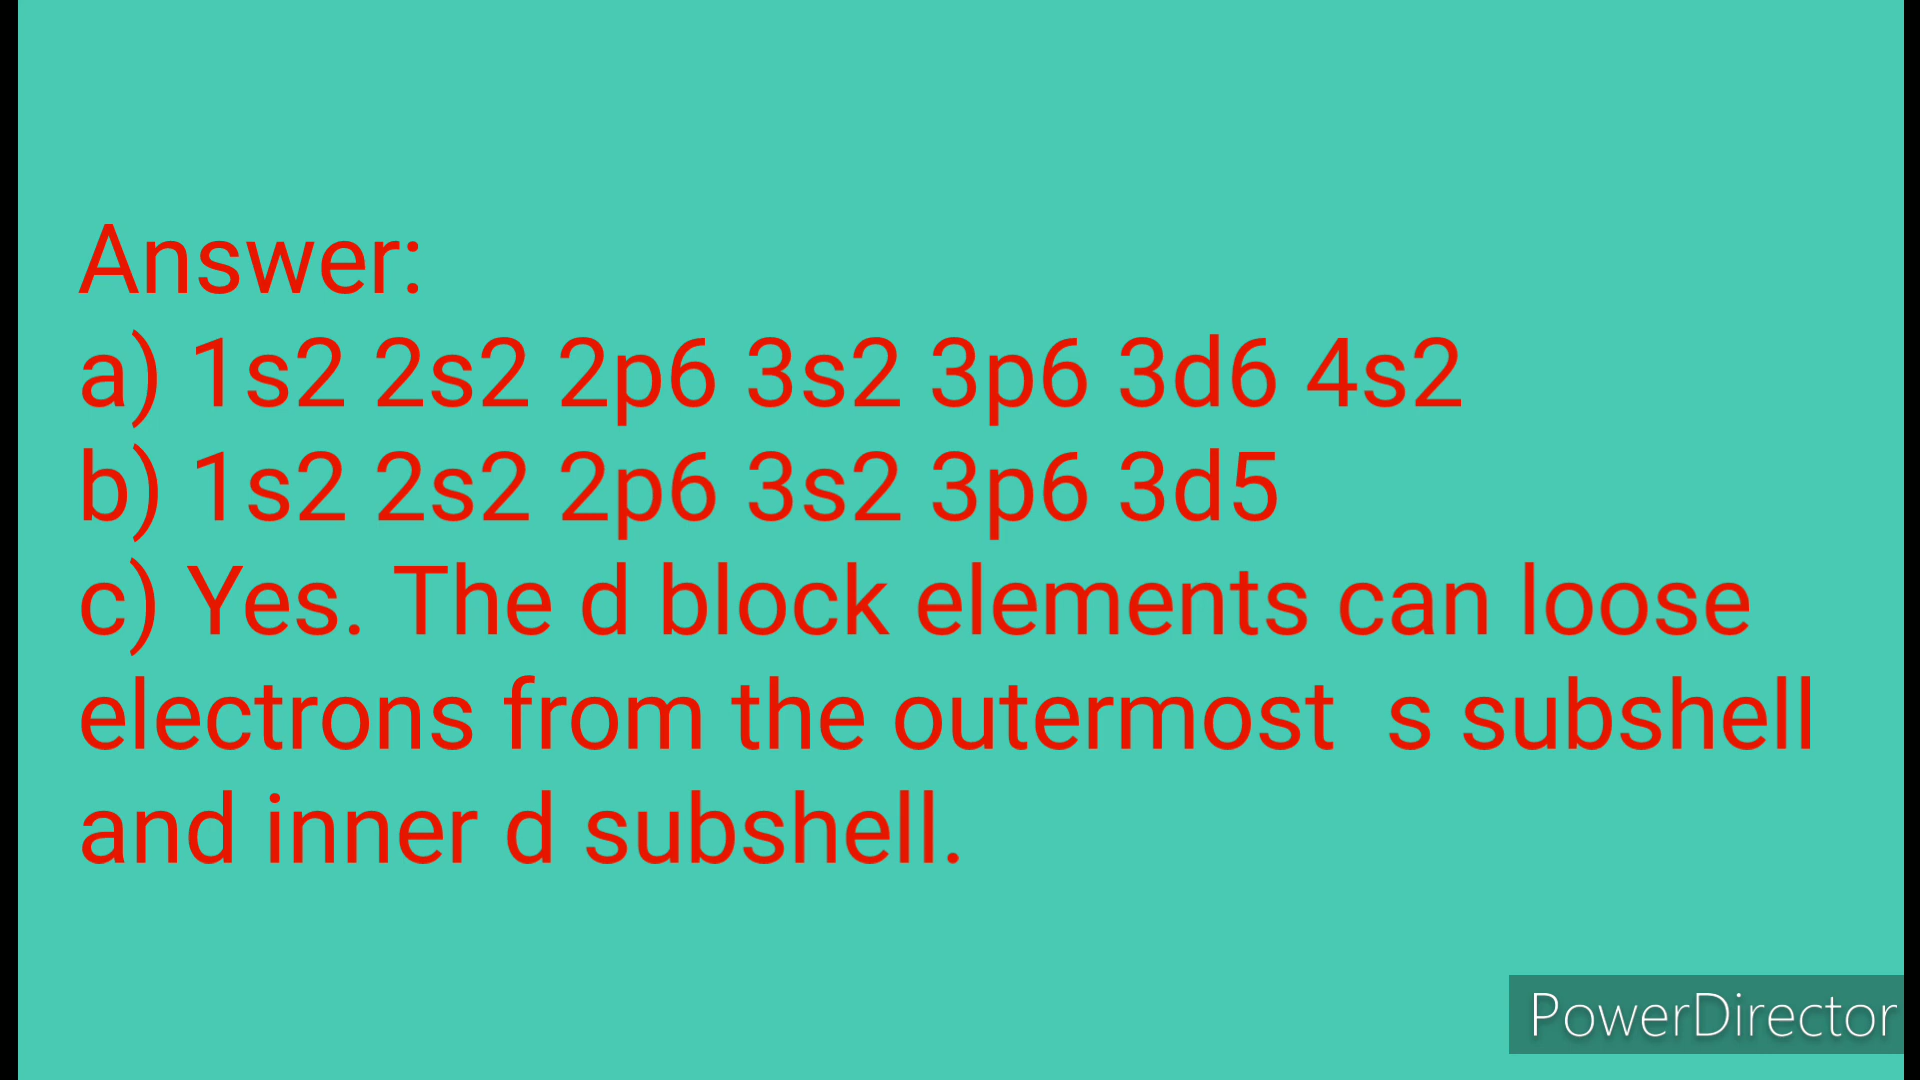 Answer:
a) 1s2 2s2 2p6 3s2 3p6 3d6 4s2
b) 1s2 2s2 2p6 3s2 3p6 3d5
c) Yes. The d block elements can loose
electrons from the outermost  s subshell
and inner d subshell.
PowerDirector